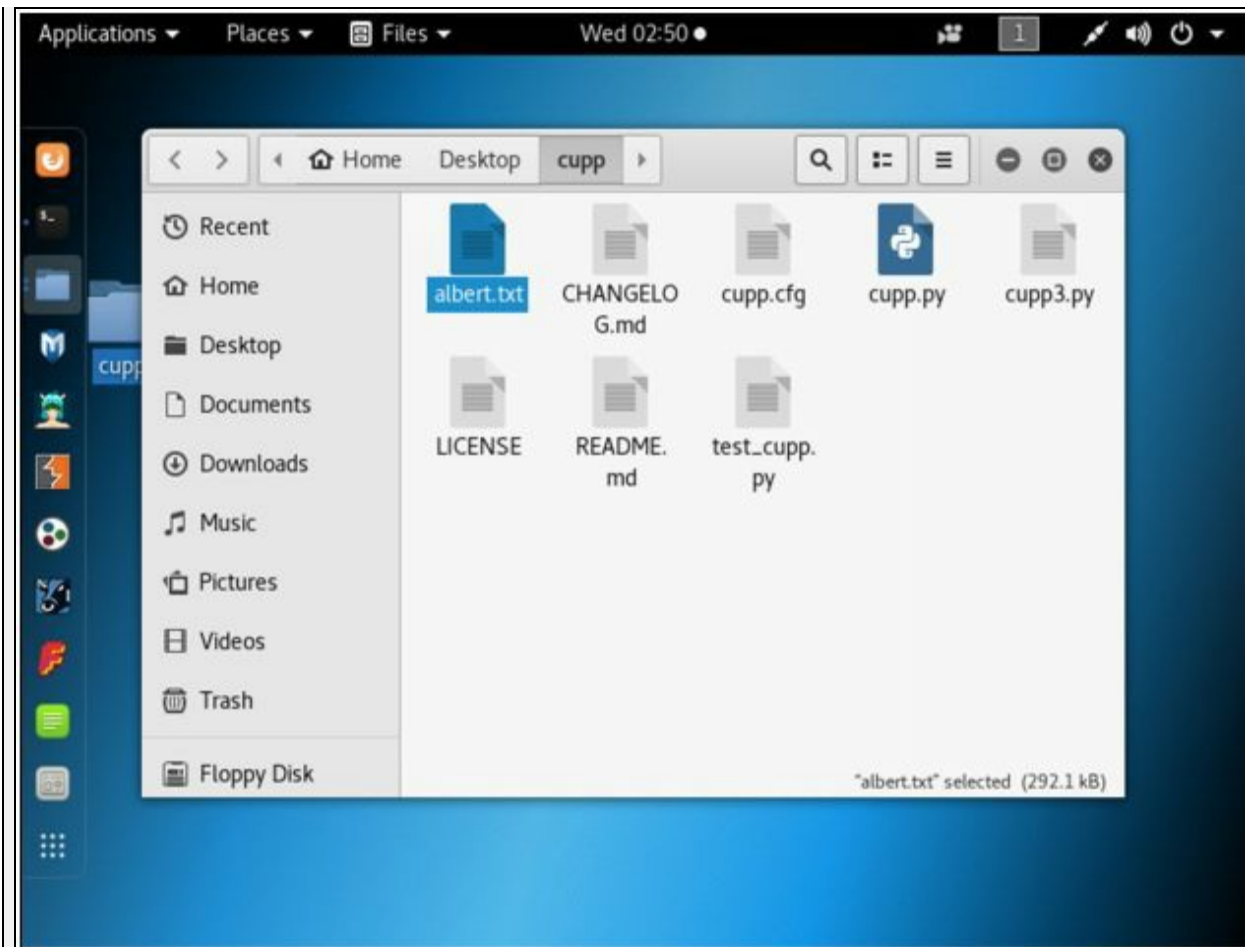 Applications Places Files Wed 02:50 1
Home Desktop cupp
Recent
Home
Desktop
Documents
Downloads
Music
Pictures
Videos
Trash
Floppy Disk
albert.txt CHANGELO cupp.cfg cupp.py cupp3.py
G.md
LICENSE README. test_cupp.
md py
"albert.txt" selected (292.1 kB)
cupp